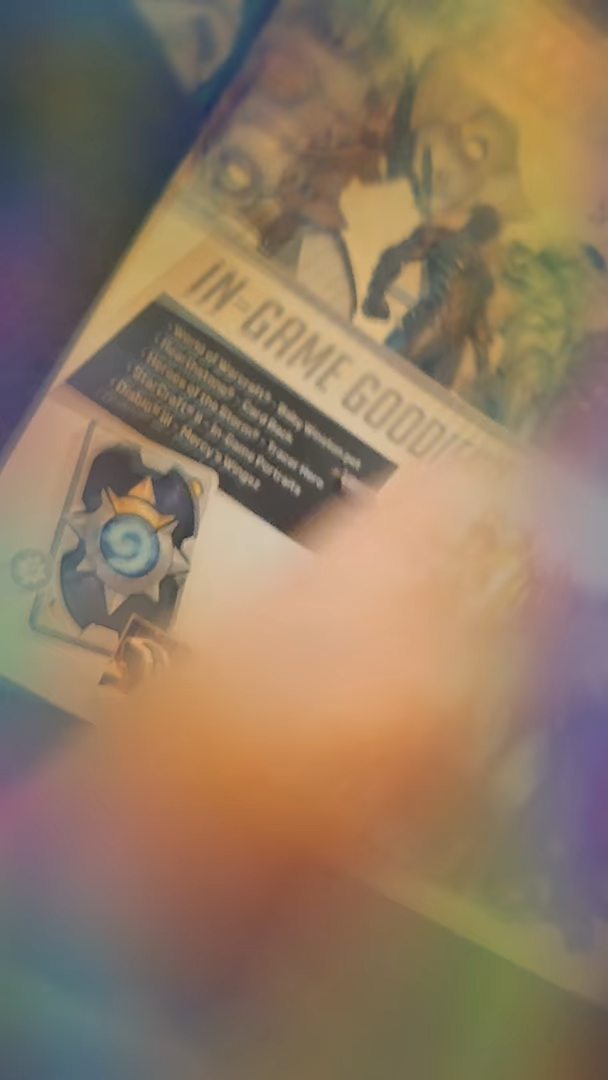 IN-GAME GOODI
World of Warcraft® - Baby Winston pet
Hearthstone® - Card Back
Heroes of the Storm® - Tracer Hero
StarCraft® II - In-Game Portraits
Diablo® III - Mercy's Wings